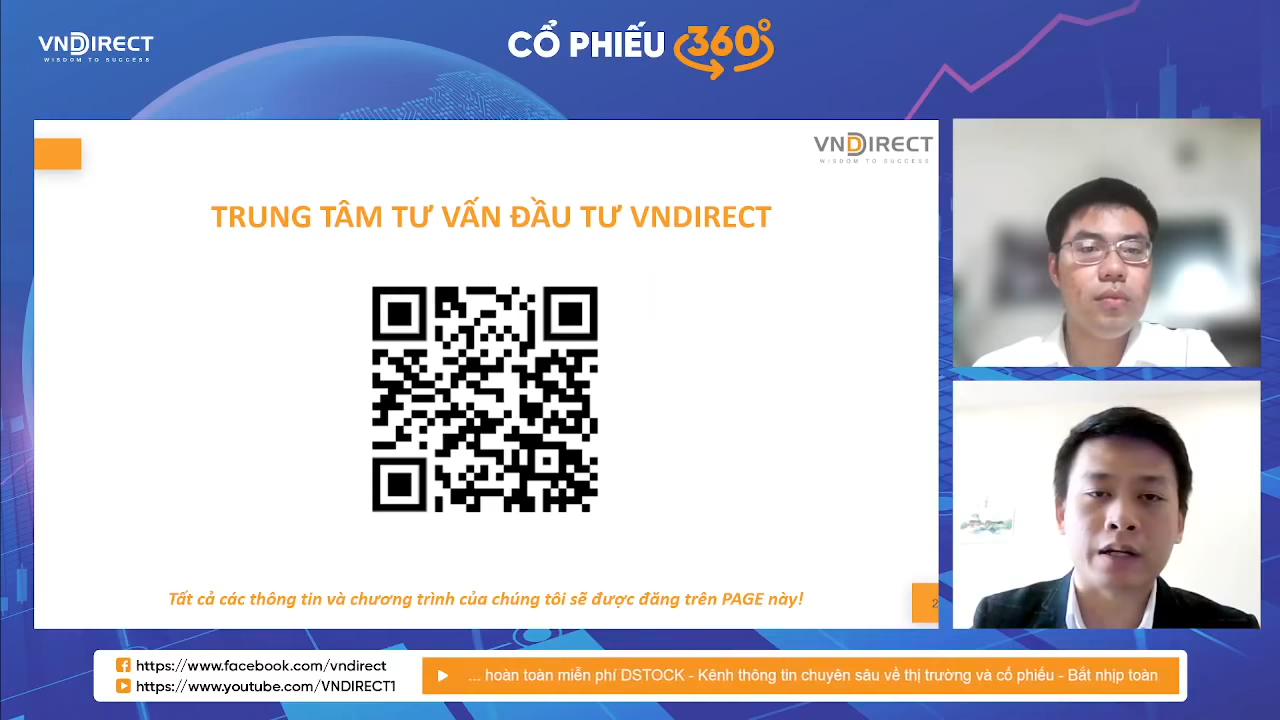 VNDIRECT
WISDOM TO SUCCESS
CỔ PHIẾU 360°
VNDIRECT
WISDOM TO SUCCESS
TRUNG TÂM TƯ VẤN ĐẦU TƯ VNDIRECT
Tất cả các thông tin và chương trình của chúng tôi sẽ được đăng trên PAGE này!
2
https://www.facebook.com/vndirect
https://www.youtube.com/VNDIRECT1
... hoàn toàn miễn phí DSTOCK - Kênh thông tin chuyên sâu về thị trường và cổ phiếu - Bắt nhịp toàn